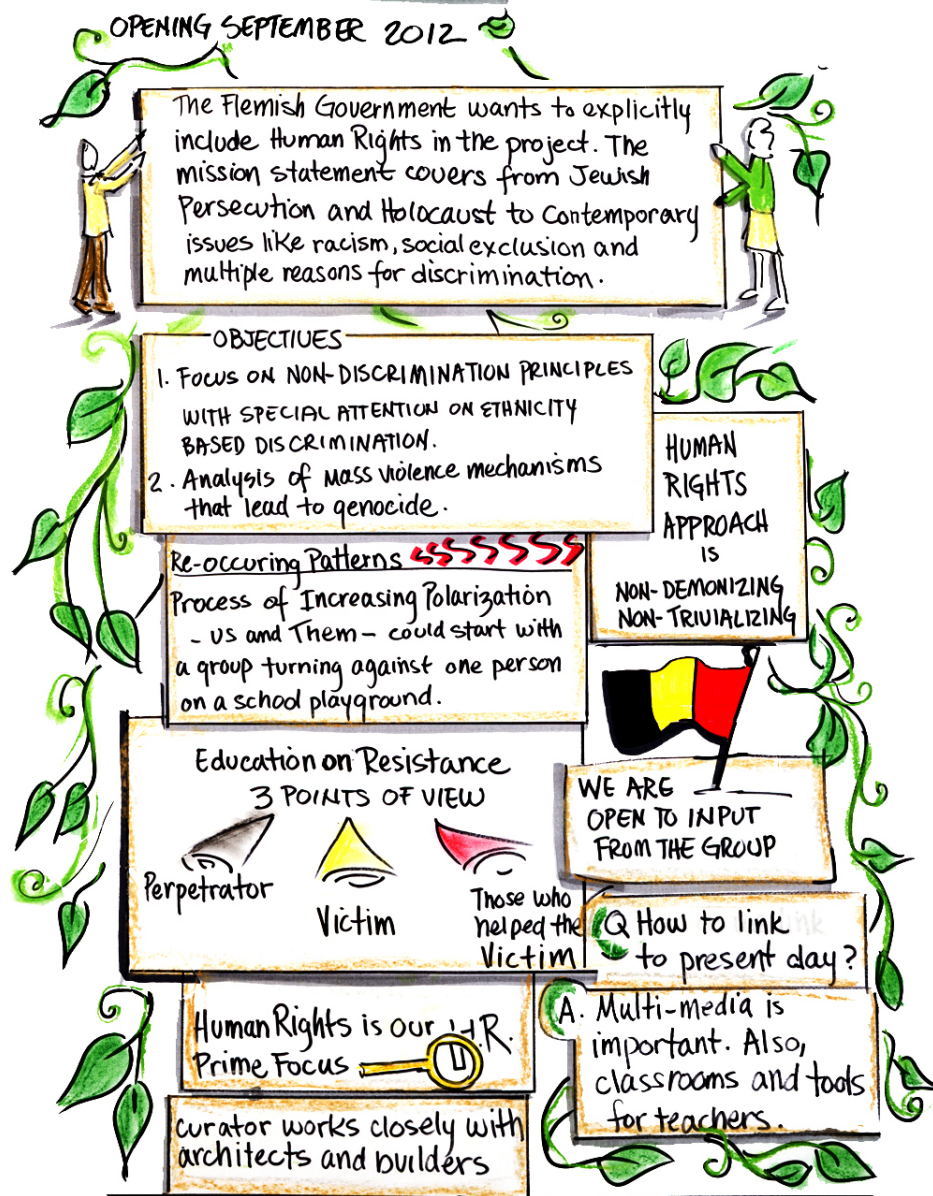 OPENING SEPTEMBER 2012
The Flemish Government wants to explicitly
include Human Rights in the project. The
mission statement covers from Jewish
Persecution and Holocaust to Contemporary
issues like racism, social exclusion and
multiple reasons for discrimination.
OBJECTIVES
1. FOCUS ON NON-DISCRIMINATION PRINCIPLES
WITH SPECIAL ATTENTION ON ETHNICITY
BASED DISCRIMINATION.
2. Analysis of mass violence mechanisms
that lead to genocide.
HUMAN
RIGHTS
APPROACH
IS
NON-DEMONIZING
NON-TRIVIALIZING
Re-occuring Patterns
Process of Increasing Polarization
- us and Them - could start with
a group turning against one person
on a school playground.
Education on Resistance
3 POINTS OF VIEW
Perpetrator
Victim
Those who
helped the
Victim
WE ARE
OPEN TO INPUT
FROM THE GROUP
Q How to link
to present day?
A. Multi-media is
important. Also,
classrooms and tools
for teachers.
Human Rights is our H.R.
Prime Focus
curator works closely with
architects and builders